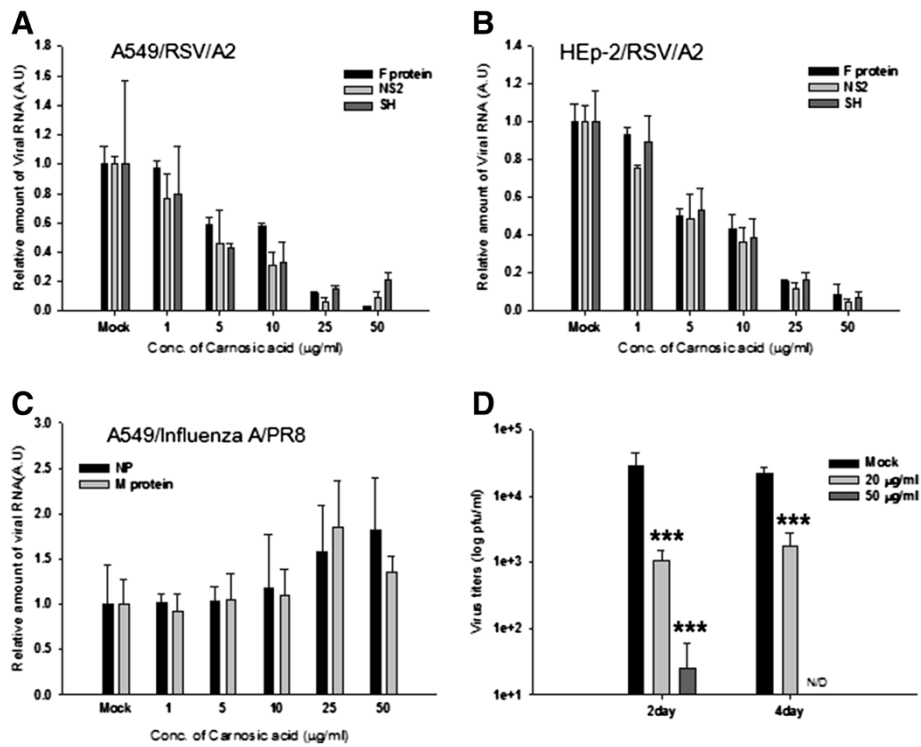 A
A549/RSV/A2
F protein
NS2
SH
Relative amount of Viral RNA (A.U)
1.8
1.6
1.4
1.2
1.0
0.8
0.6
0.4
0.2
0.0
Mock 1 5 10 25 50
Conc. of Carnosic acid (µg/ml)
B
HEp-2/RSV/A2
F protein
NS2
SH
Relative amount of Viral RNA (A.U)
1.4
1.2
1.0
0.8
0.6
0.4
0.2
0.0
Mock 1 5 10 25 50
Conc. of Carnosic acid (µg/ml)
C
A549/Influenza A/PR8
NP
M protein
Relative amount of viral RNA(A.U)
3.0
2.5
2.0
1.5
1.0
0.5
0.0
Mock 1 5 10 25 50
Conc. of Carnosic acid (µg/ml)
D
Mock
20 µg/ml
50 µg/ml
Virus titers (log pfu/ml)
1e+5
1e+4
1e+3
1e+2
1e+1
***
***
***
N/D
2day 4day